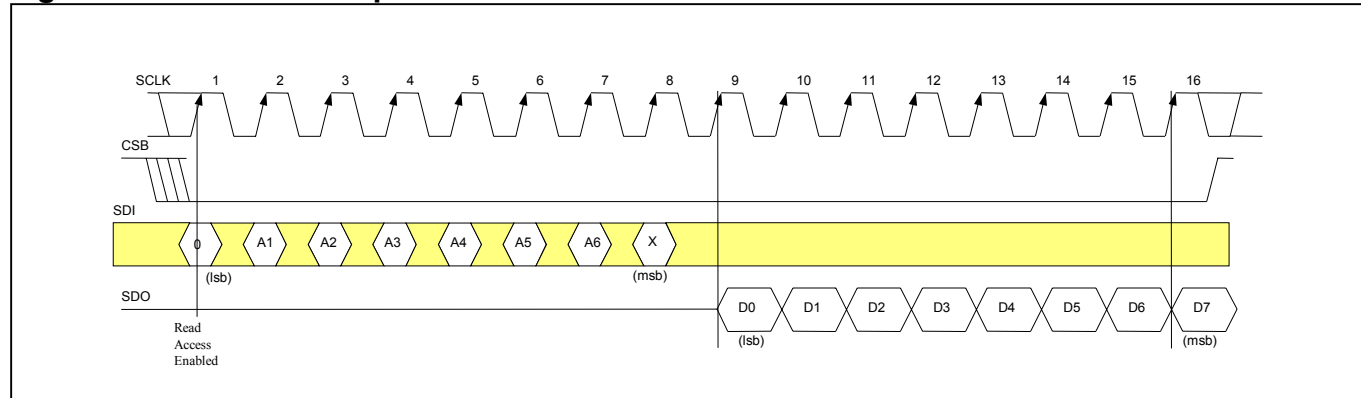 SCLK 1 2 3 4 5 6 7 8 9 10 11 12 13 14 15 16
CSB
SDI
0 A1 A2 A3 A4 A5 A6 X
(lsb) (msb)
SDO D0 D1 D2 D3 D4 D5 D6 D7
(lsb) (msb)
Read
Access
Enabled